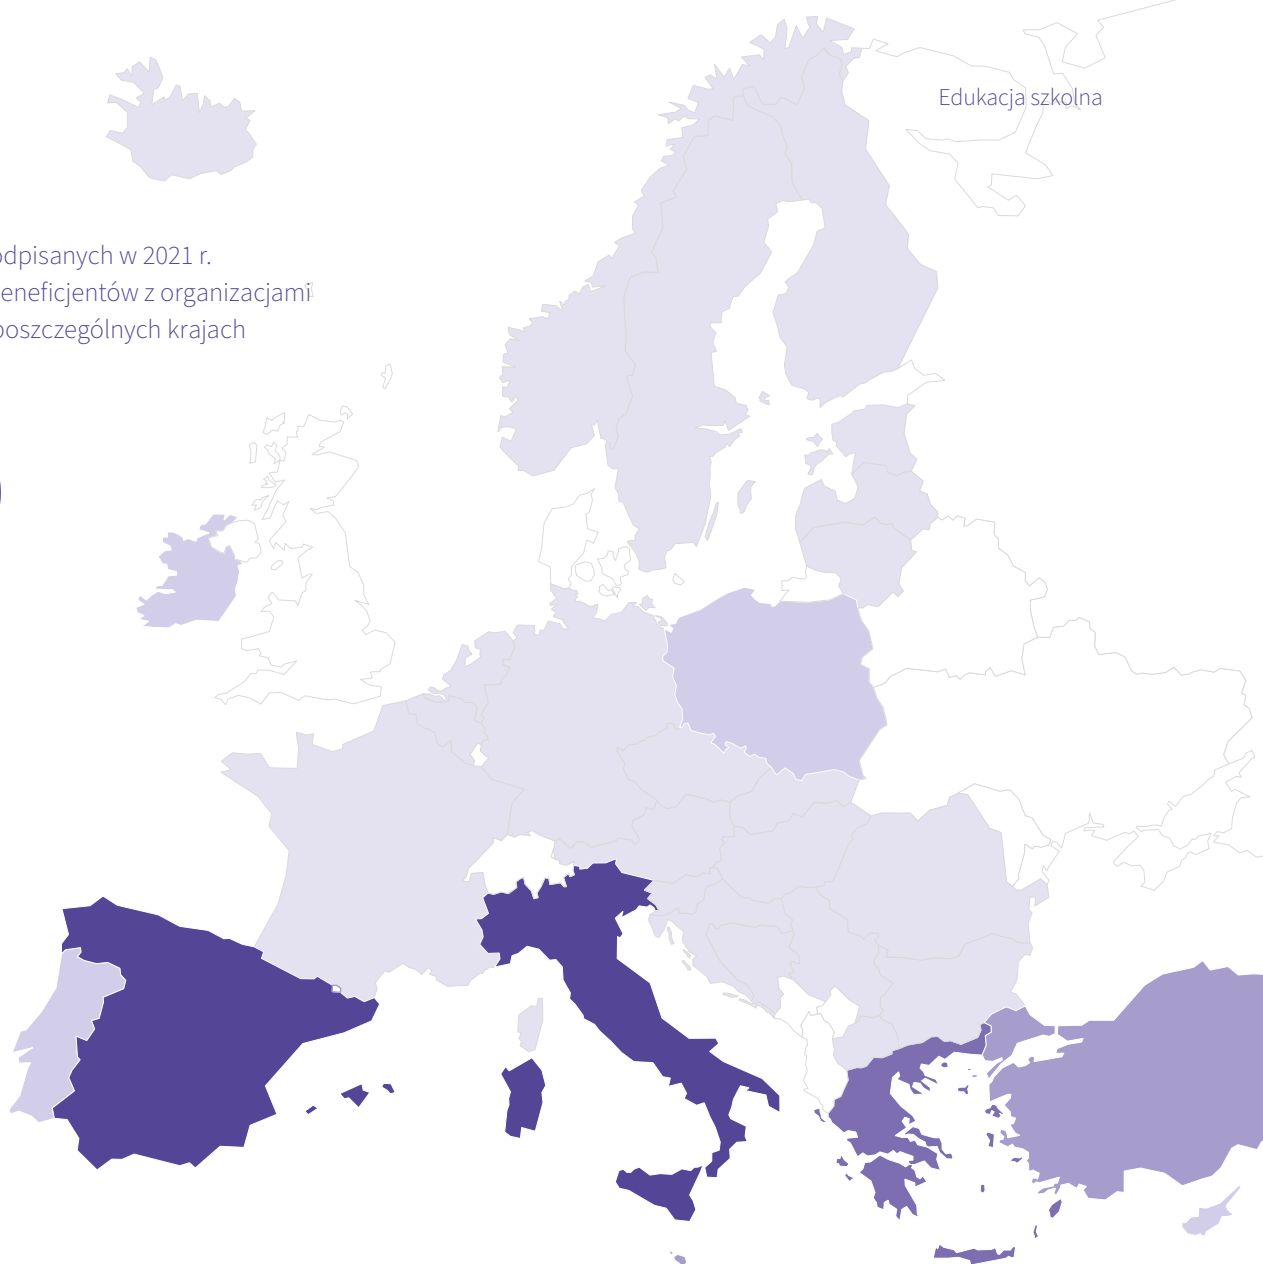 Edukacja szkolna
odpisanych w 2021 r.
eneficjentów z organizacjami
poszczególnych krajach